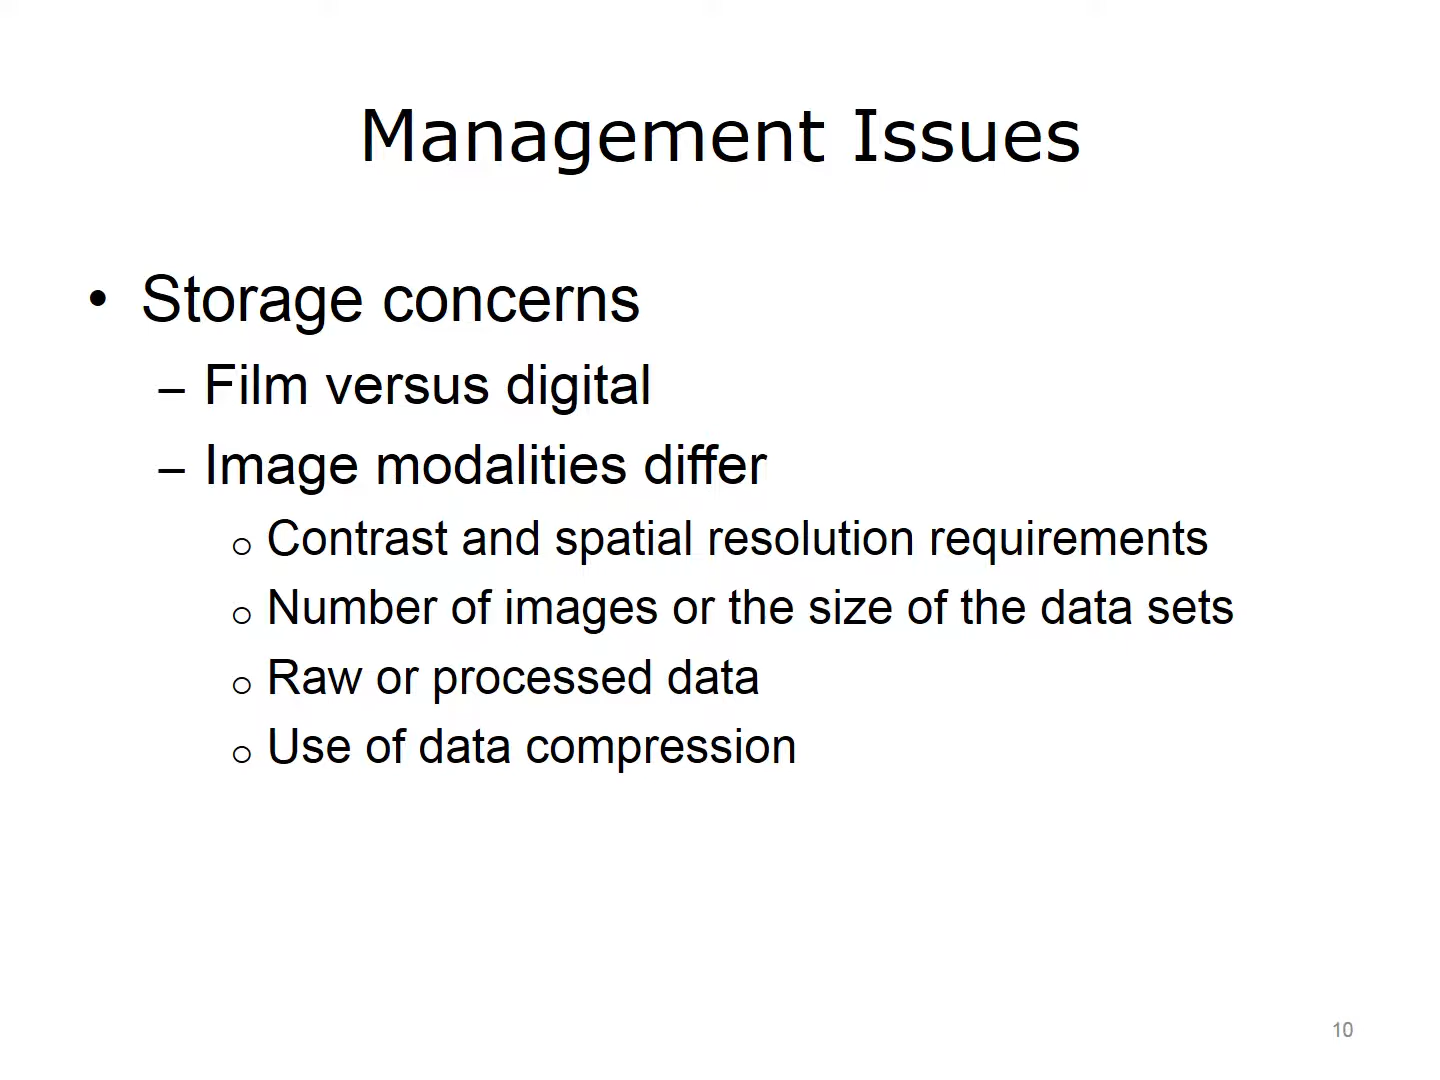 Management Issues
• Storage concerns
– Film versus digital
– Image modalities differ
o Contrast and spatial resolution requirements
o Number of images or the size of the data sets
o Raw or processed data
o Use of data compression
10